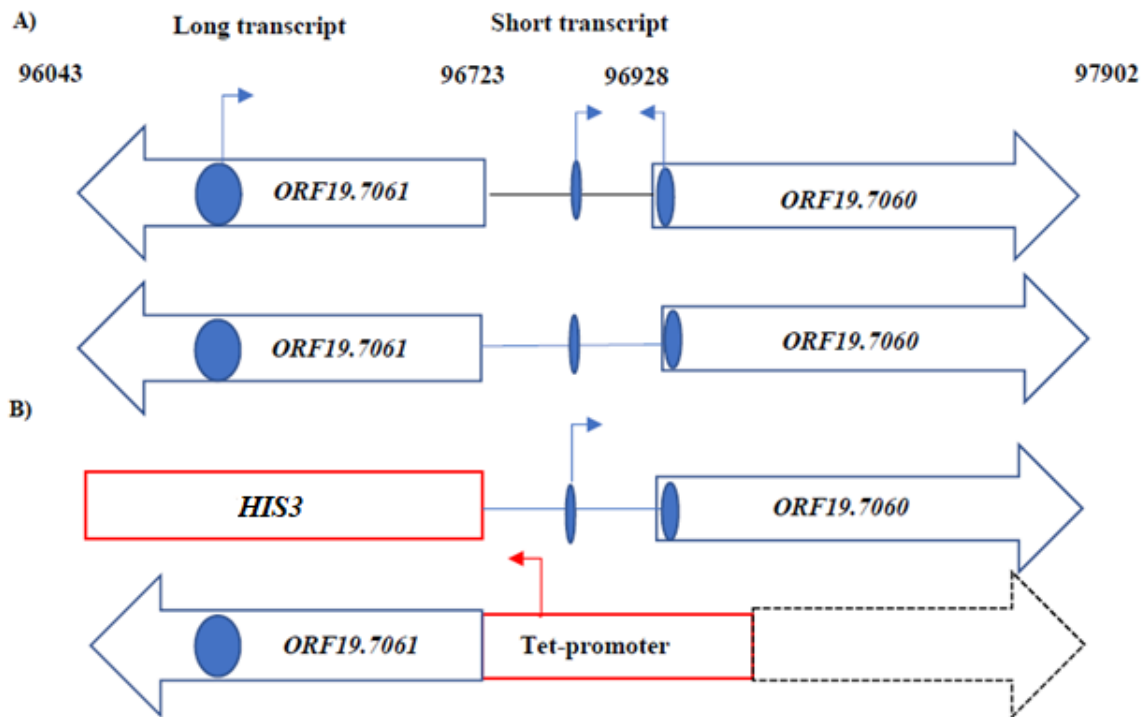 A)
Long transcript Short transcript
96043 96723 96928 97902
ORF19.7061 ORF19.7060
ORF19.7061 ORF19.7060
B)
HIS3 ORF19.7060
ORF19.7061 Tet-promoter